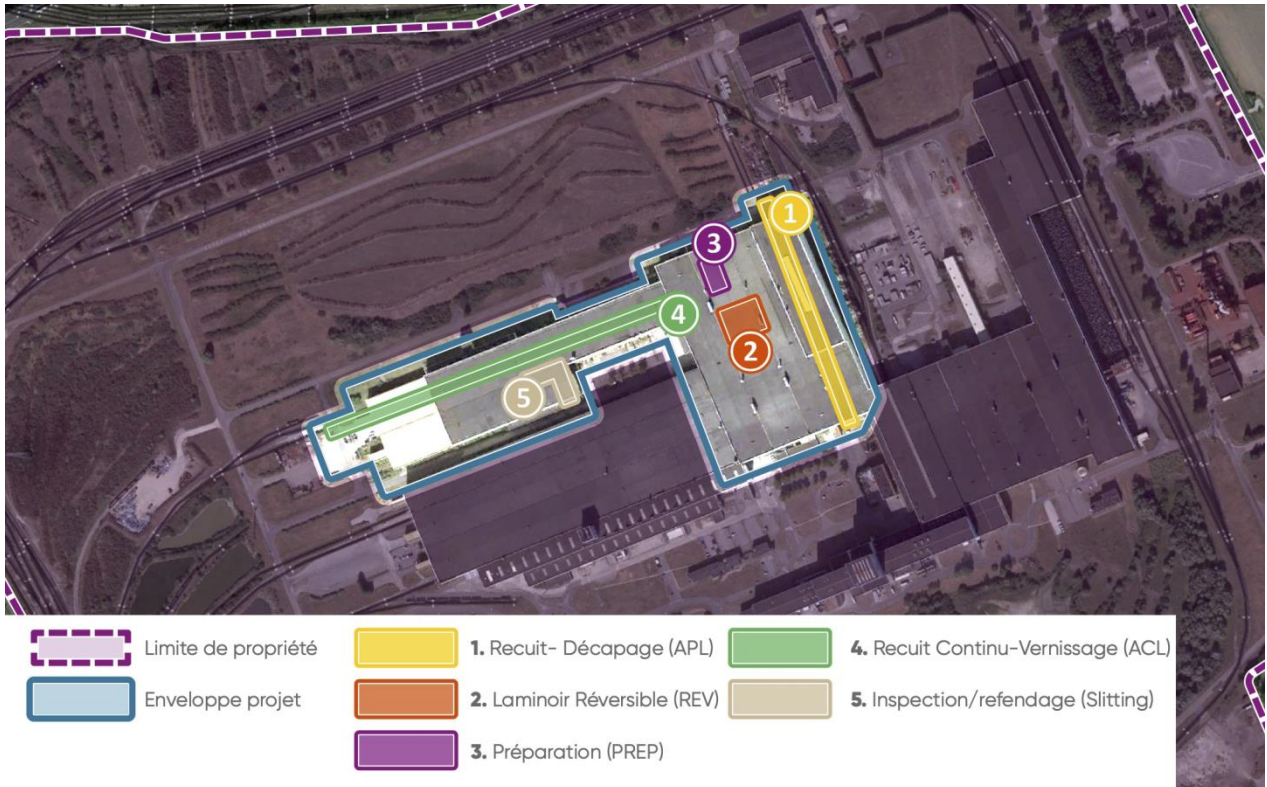 1
3
4
2
5
Limite de propriété
Enveloppe projet
1. Recuit- Décapage (APL)
2. Laminoir Réversible (REV)
3. Préparation (PREP)
4. Recuit Continu-Vernissage (ACL)
5. Inspection/refendage (Slitting)